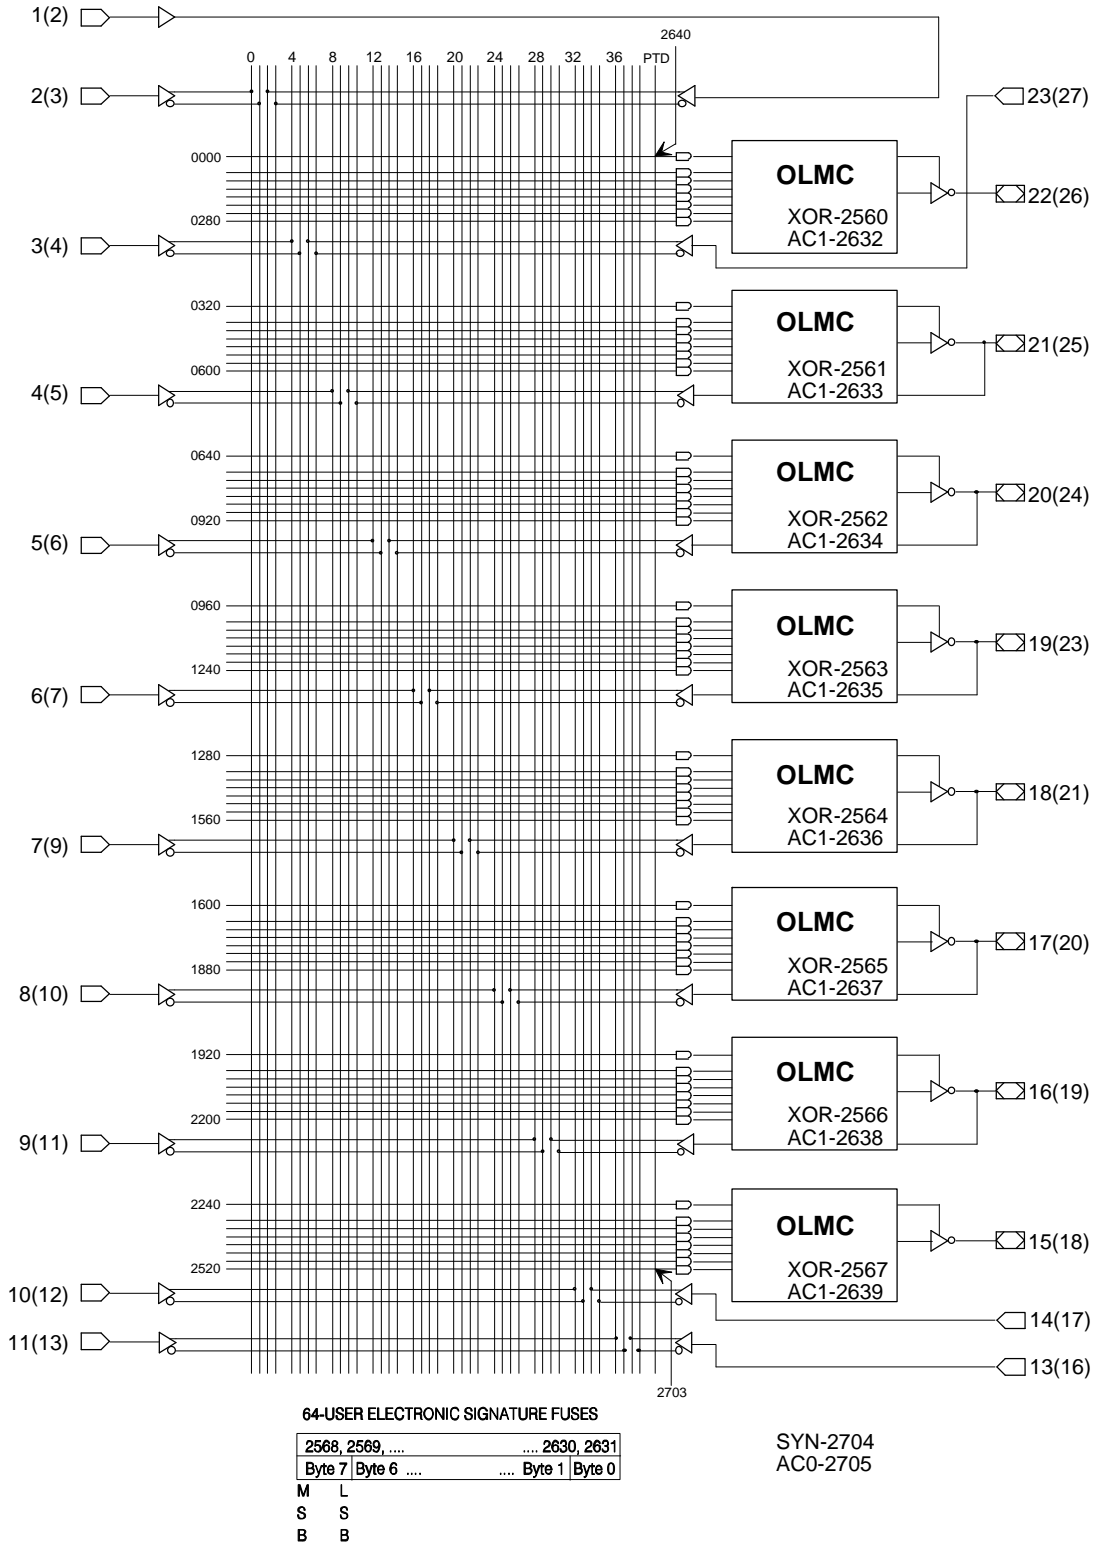 1(2)
2640
0 4 8 12 16 20 24 28 32 36 PTD
2(3)
23(27)
0000
OLMC
22(26)
XOR-2560
0280
AC1-2632
3(4)
0320
OLMC
21(25)
XOR-2561
0600
AC1-2633
4(5)
0640
OLMC
20(24)
XOR-2562
0920
AC1-2634
5(6)
0960
OLMC
19(23)
XOR-2563
1240
AC1-2635
6(7)
1280
OLMC
18(21)
XOR-2564
1560
AC1-2636
7(9)
1600
OLMC
17(20)
XOR-2565
1880
AC1-2637
8(10)
1920
OLMC
16(19)
XOR-2566
2200
AC1-2638
9(11)
2240
OLMC
15(18)
XOR-2567
2520
AC1-2639
10(12)
14(17)
11(13)
13(16)
2703
64-USER ELECTRONIC SIGNATURE FUSES
2568, 2569, .... .... 2630, 2631
Byte 7 Byte 6 .... .... Byte 1 Byte 0
M L
S S
B B
SYN-2704
AC0-2705